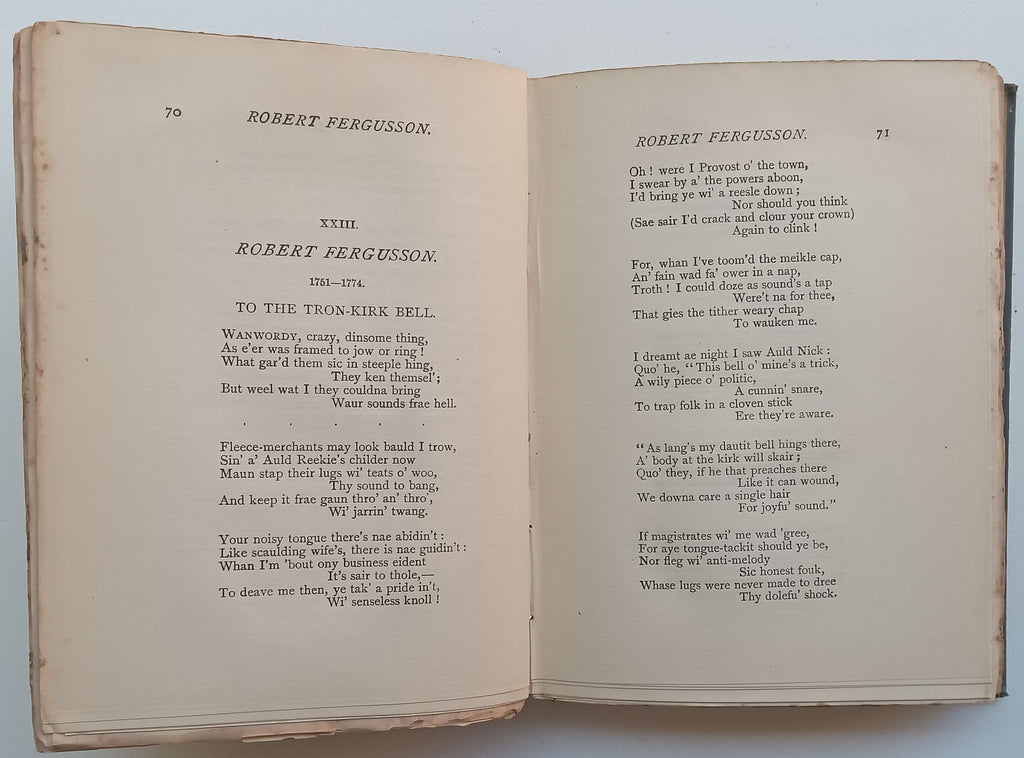 70
ROBERT FERGUSSON.
XXIII.
ROBERT FERGUSSON.
1751—1774.
TO THE TRON-KIRK BELL.
WANWORDY, crazy, dinsome thing,
As e'er was framed to jow or ring !
What gar'd them sic in steeple hing,
They ken themsel';
But weel wat I they couldna bring
Waur sounds frae hell.
. . . . .
Fleece-merchants may look bauld I trow,
Sin' a' Auld Reekie's childer now
Maun stap their lugs wi' teats o' woo,
Thy sound to bang,
And keep it frae gaun thro' an' thro',
Wi' jarrin' twang.
Your noisy tongue there's nae abidin't :
Like scaulding wife's, there is nae guidin't :
Whan I'm 'bout ony business eident
It's sair to thole,—
To deave me then, ye tak' a pride in't,
Wi' senseless knoll !
ROBERT FERGUSSON.
71
Oh ! were I Provost o' the town,
I swear by a' the powers aboon,
I'd bring ye wi' a reesle down ;
Nor should you think
(Sae sair I'd crack and clour your crown)
Again to clink !
For, whan I've toom'd the meikle cap,
An' fain wad fa' ower in a nap,
Troth ! I could doze as sound's a tap
Were't na for thee,
That gies the tither weary chap
To wauken me.
I dreamt ae night I saw Auld Nick :
Quo' he, "This bell o' mine's a trick,
A wily piece o' politic,
A cunnin' snare,
To trap folk in a cloven stick
Ere they're aware.
"As lang's my dautit bell hings there,
A' body at the kirk will skair ;
Quo' they, if he that preaches there
Like it can wound,
We downa care a single hair
For joyfu' sound."
If magistrates wi' me wad 'gree,
For aye tongue-tackit should ye be,
Nor fleg wi' anti-melody
Sic honest fouk,
Whase lugs were never made to dree
Thy dolefu' shock.